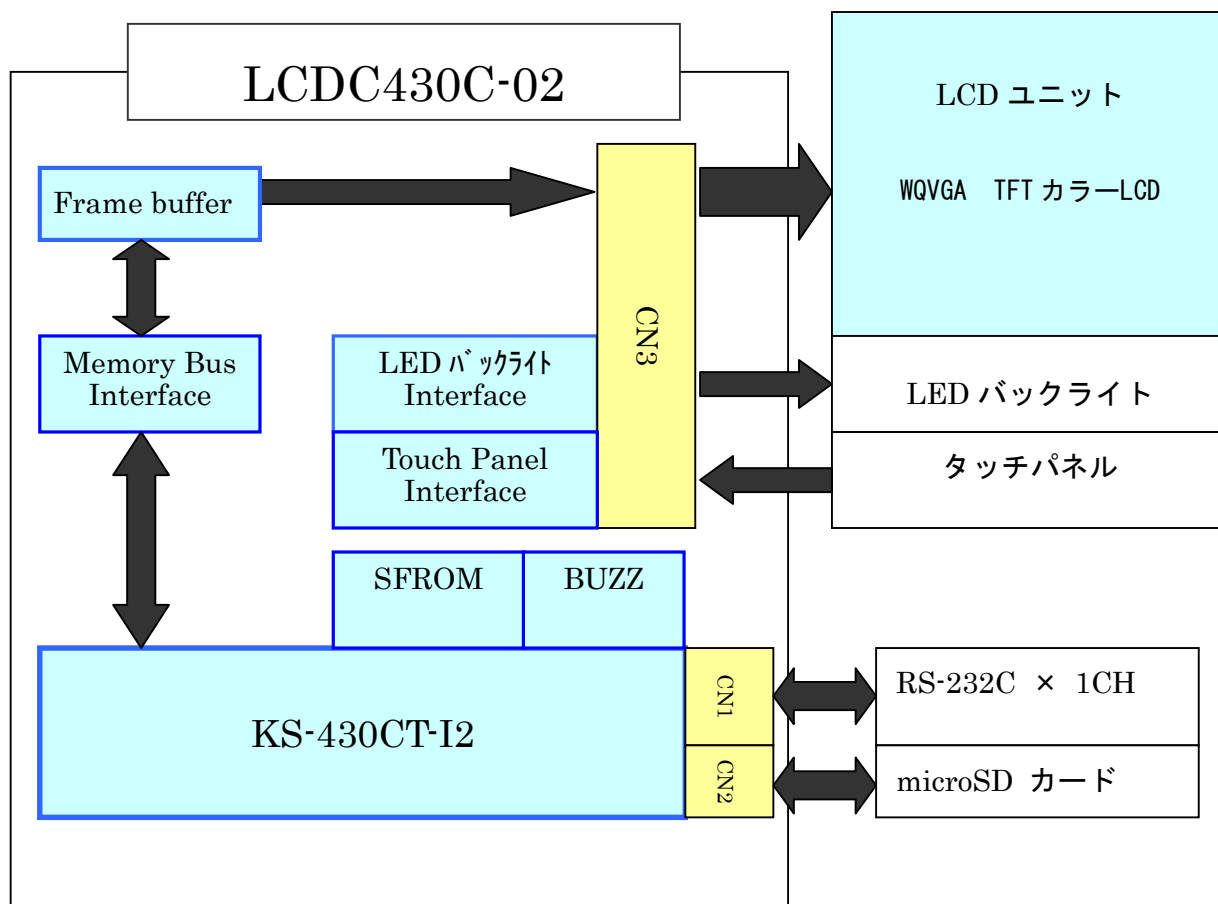 LCDC430C-02
LCD ユニット
WQVGA　TFT カラーLCD
Frame buffer
CN3
Memory Bus
Interface
LED ﾊﾞｯｸﾗｲﾄ
Interface
LED バックライト
Touch Panel
Interface
タッチパネル
SFROM
BUZZ
KS-430CT-I2
CN1
RS-232C × 1CH
CN2
microSD カード